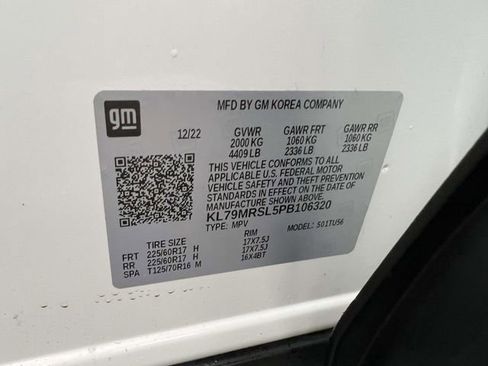 gm
MFD BY GM KOREA COMPANY
12/22 GVWR GAWR FRT GAWR RR
2000 KG 1060 KG 1060 KG
4409 LB 2336 LB 2336 LB
THIS VEHICLE CONFORMS TO ALL
APPLICABLE U.S. FEDERAL MOTOR
VEHICLE SAFETY AND THEFT
PREVENTION STANDARDS IN EFFECT
ON THE DATE OF
MANUFACTURE SHOWN ABOVE
KL79MRSL5PB106320
TYPE: MPV MODEL: 501TU56
TIRE SIZE RIM
FRT 225/60R17 H 17X7.5J
RR 225/60R17 H 17X7.5J
SPA T125/70R16 M 16X4BT